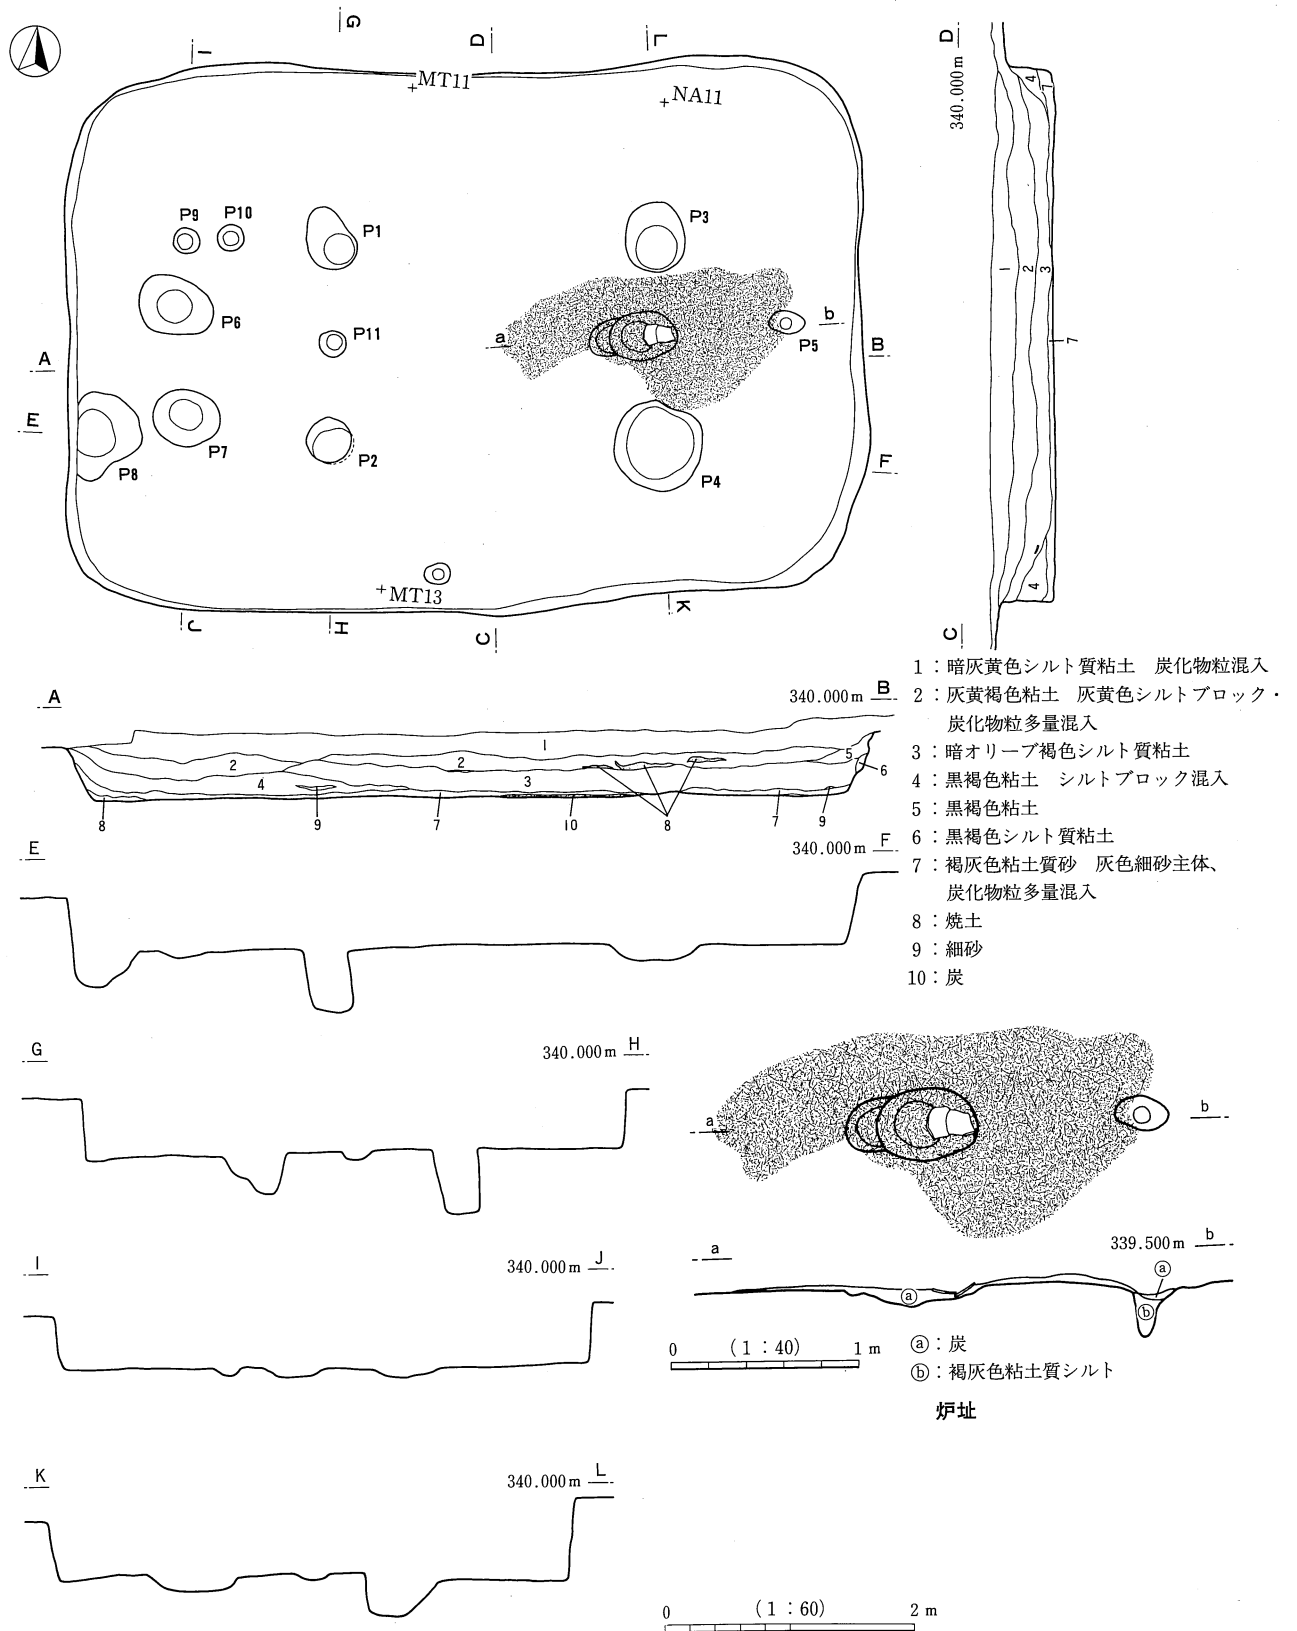 G
D
L
I
MT11
NA11
D
340.000m
4
7
P9
P10
P1
P3
P6
P11
a
b
P5
1
2
3
7
A
B
E
P8
P7
P2
P4
F
MT13
4
J
H
C
K
C
1：暗灰黄色シルト質粘土　炭化物粒混入
2：灰黄褐色粘土　灰黄色シルトブロック・
炭化物粒多量混入
3：暗オリーブ褐色シルト質粘土
4：黒褐色粘土　シルトブロック混入
5：黒褐色粘土
6：黒褐色シルト質粘土
7：褐灰色粘土質砂　灰色細砂主体、
炭化物粒多量混入
8：焼土
9：細砂
10：炭
A
340.000m B
1
2
2
5
6
4
3
8
9
7
10
8
7
9
E
340.000m F
G
340.000m H
a
b
I
340.000m J
a
339.500m b
ⓐ
ⓐ
ⓑ
0 (1：40) 1m
ⓐ：炭
ⓑ：褐灰色粘土質シルト
炉址
K
340.000m L
0 (1：60) 2m